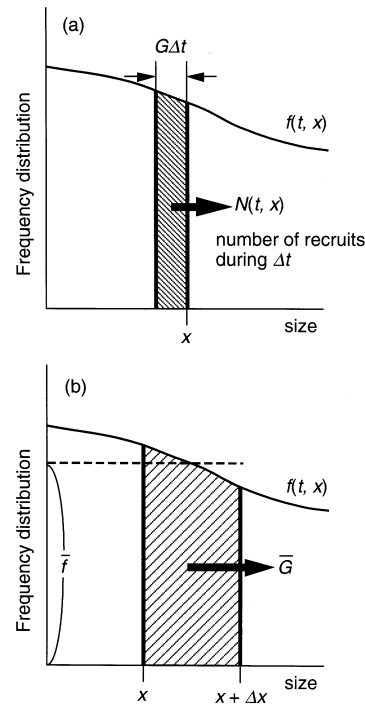 (a)
GΔt
f(t, x)
Frequency distribution
N(t, x)
number of recruits
during Δt
size
x
(b)
f(t, x)
Frequency distribution
f̅
G̅
size
x
x + Δx